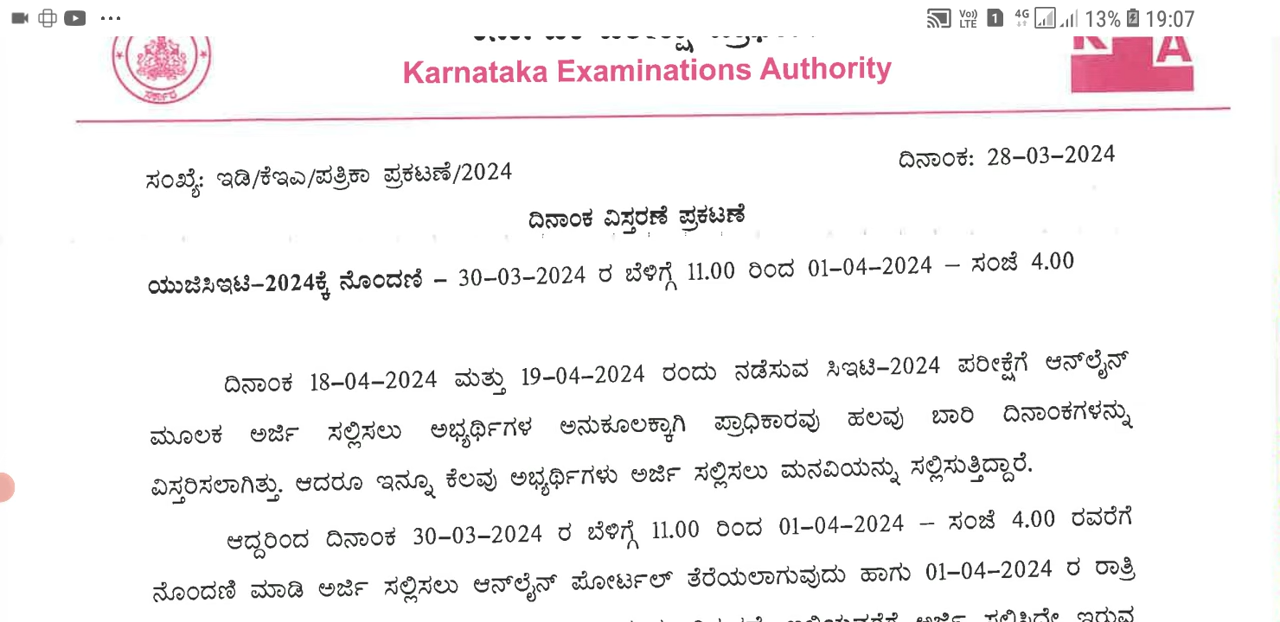 4G 13% 19:07
Karnataka Examinations Authority
ದಿನಾಂಕ: 28-03-2024
ಸಂಖ್ಯೆ: ಇಡಿ/ಕೆಇಎ/ಪತ್ರಿಕಾ ಪ್ರಕಟಣೆ/2024
ದಿನಾಂಕ ವಿಸ್ತರಣೆ ಪ್ರಕಟಣೆ
ಯುಜಿಸಿಇಟಿ-2024ಕ್ಕೆ ನೊಂದಣಿ – 30-03-2024 ರ ಬೆಳಿಗ್ಗೆ 11.00 ರಿಂದ 01-04-2024 – ಸಂಜೆ 4.00
ದಿನಾಂಕ 18-04-2024 ಮತ್ತು 19-04-2024 ರಂದು ನಡೆಸುವ ಸಿಇಟಿ-2024 ಪರೀಕ್ಷೆಗೆ ಆನ್‌ಲೈನ್
ಮೂಲಕ ಅರ್ಜಿ ಸಲ್ಲಿಸಲು ಅಭ್ಯರ್ಥಿಗಳ ಅನುಕೂಲಕ್ಕಾಗಿ ಪ್ರಾಧಿಕಾರವು ಹಲವು ಬಾರಿ ದಿನಾಂಕಗಳನ್ನು
ವಿಸ್ತರಿಸಲಾಗಿತ್ತು. ಆದರೂ ಇನ್ನೂ ಕೆಲವು ಅಭ್ಯರ್ಥಿಗಳು ಅರ್ಜಿ ಸಲ್ಲಿಸಲು ಮನವಿಯನ್ನು ಸಲ್ಲಿಸುತ್ತಿದ್ದಾರೆ.
ಆದ್ದರಿಂದ ದಿನಾಂಕ 30-03-2024 ರ ಬೆಳಿಗ್ಗೆ 11.00 ರಿಂದ 01-04-2024 – ಸಂಜೆ 4.00 ರವರೆಗೆ
ನೊಂದಣಿ ಮಾಡಿ ಅರ್ಜಿ ಸಲ್ಲಿಸಲು ಆನ್‌ಲೈನ್ ಪೋರ್ಟಲ್ ತೆರೆಯಲಾಗುವುದು ಹಾಗು 01-04-2024 ರ ರಾತ್ರಿ